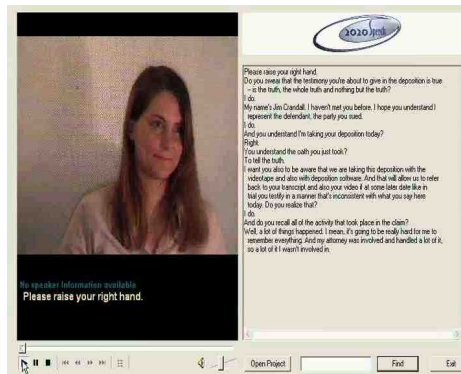 2020 Speak
Please raise your right hand.
Do you swear that the testimony you're about to give in the deposition is true
– is the truth, the whole truth and nothing but the truth?
I do.
My name's Jim Crandall. I haven't met you before. I hope you understand I
represent the defendant, the party you sued.
I do.
And you understand I'm taking your deposition today?
Right.
You understand the oath you just took?
To tell the truth.
I want you also to be aware that we are taking this deposition with the
videotape and also with deposition software. And that will allow us to refer
back to your transcript and also your video if at some later date like in
trial you testify in a manner that's inconsistent with what you say here
today. Do you realize that?
I do.
And do you recall all of the activity that took place in the claim?
Well, a lot of things happened. I mean, it's going to be really hard for me to
remember everything. And my attorney was involved and handled a lot of it,
so a lot of it I wasn't involved in.
No speaker Information available
Please raise your right hand.
Open Project
Find
Exit